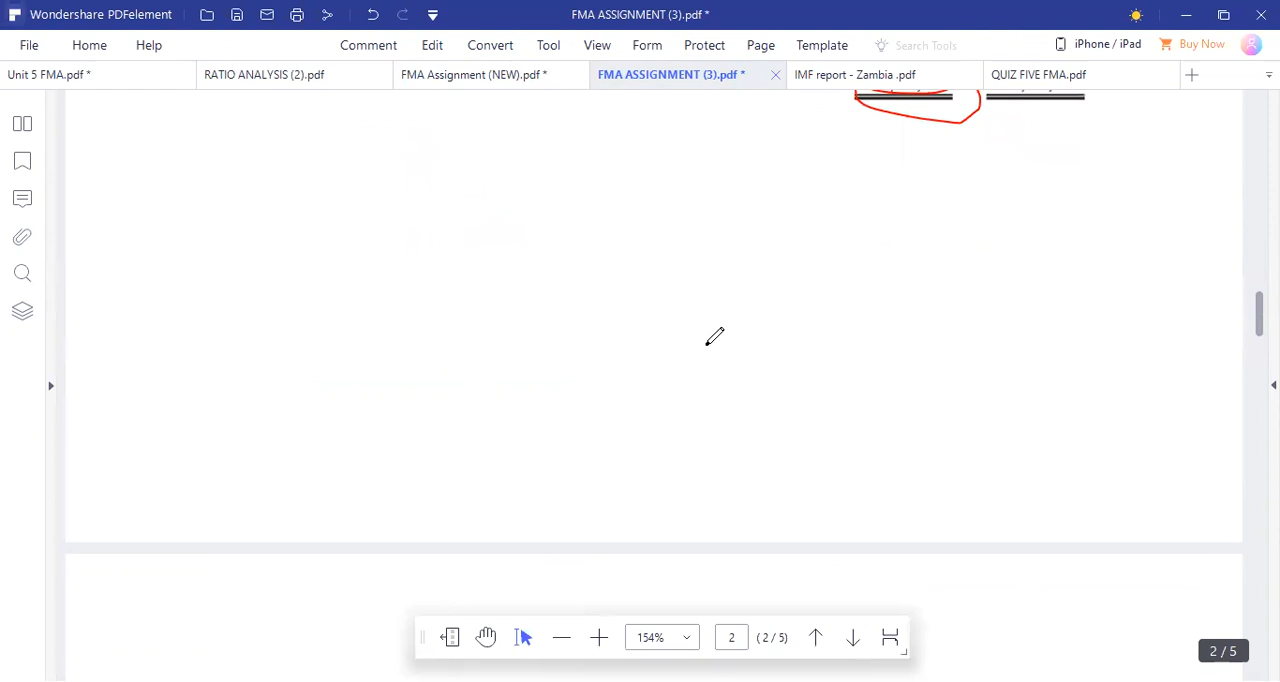 Wondershare PDFelement
FMA ASSIGNMENT (3).pdf *
File Home Help Comment Edit Convert Tool View Form Protect Page Template Search Tools iPhone / iPad Buy Now
Unit 5 FMA.pdf * RATIO ANALYSIS (2).pdf FMA Assignment (NEW).pdf * FMA ASSIGNMENT (3).pdf * IMF report - Zambia .pdf QUIZ FIVE FMA.pdf
154% 2 (2 / 5)
2 / 5